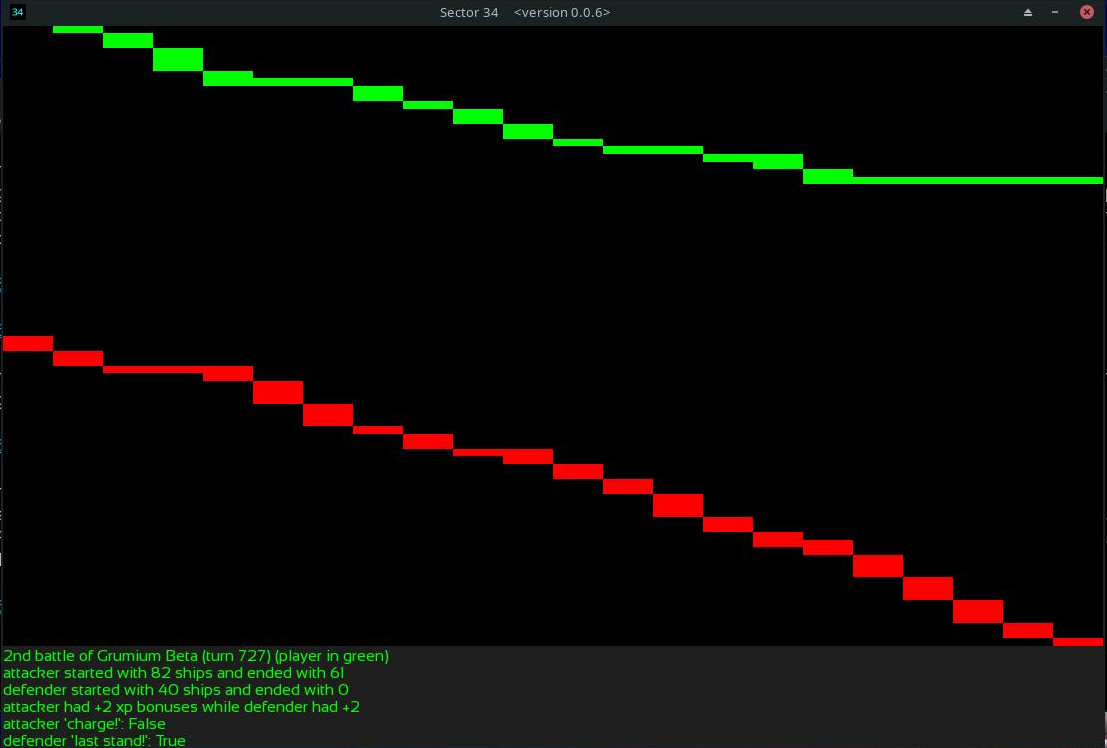 34
Sector 34 <version 0.0.6>
2nd battle of Grumium Beta (turn 727) (player in green)
attacker started with 82 ships and ended with 61
defender started with 40 ships and ended with 0
attacker had +2 xp bonuses while defender had +2
attacker 'charge!': False
defender 'last stand!': True